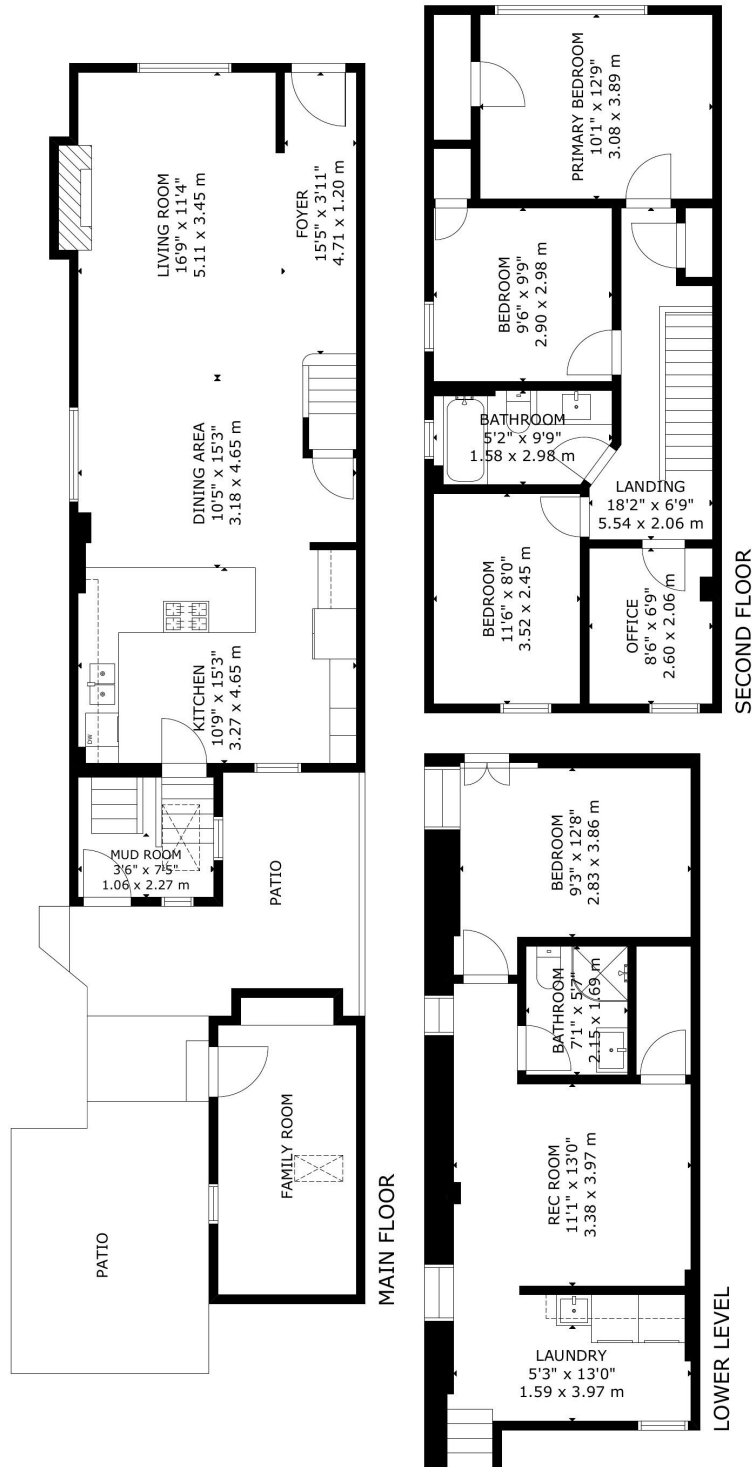 LIVING ROOM
16'9" x 11'4"
5.11 x 3.45 m
FOYER
15'5" x 3'11"
4.71 x 1.20 m
DINING AREA
10'5" x 15'3"
3.18 x 4.65 m
KITCHEN
10'9" x 15'3"
3.27 x 4.65 m
DW
MUD ROOM
3'6" x 7'5"
1.06 x 2.27 m
PATIO
FAMILY ROOM
PATIO
MAIN FLOOR
PRIMARY BEDROOM
10'1" x 12'9"
3.08 x 3.89 m
BEDROOM
9'6" x 9'9"
2.90 x 2.98 m
BATHROOM
5'2" x 9'9"
1.58 x 2.98 m
LANDING
18'2" x 6'9"
5.54 x 2.06 m
BEDROOM
11'6" x 8'0"
3.52 x 2.45 m
OFFICE
8'6" x 6'9"
2.60 x 2.06 m
SECOND FLOOR
BEDROOM
9'3" x 12'8"
2.83 x 3.86 m
BATHROOM
7'1" x 5'7"
2.15 x 1.69 m
REC ROOM
11'1" x 13'0"
3.38 x 3.97 m
LAUNDRY
5'3" x 13'0"
1.59 x 3.97 m
LOWER LEVEL